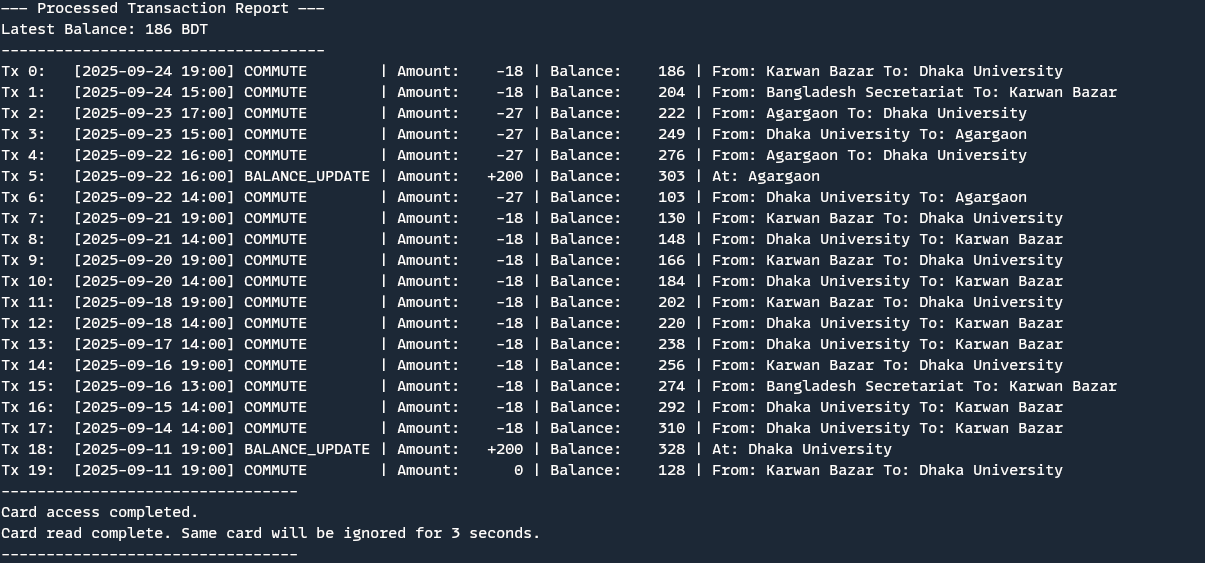 --- Processed Transaction Report ---
Latest Balance: 186 BDT
------------------------------------
Tx 0:   [2025-09-24 19:00] COMMUTE        | Amount:    -18 | Balance:    186 | From: Karwan Bazar To: Dhaka University
Tx 1:   [2025-09-24 15:00] COMMUTE        | Amount:    -18 | Balance:    204 | From: Bangladesh Secretariat To: Karwan Bazar
Tx 2:   [2025-09-23 17:00] COMMUTE        | Amount:    -27 | Balance:    222 | From: Agargaon To: Dhaka University
Tx 3:   [2025-09-23 15:00] COMMUTE        | Amount:    -27 | Balance:    249 | From: Dhaka University To: Agargaon
Tx 4:   [2025-09-22 16:00] COMMUTE        | Amount:    -27 | Balance:    276 | From: Agargaon To: Dhaka University
Tx 5:   [2025-09-22 16:00] BALANCE_UPDATE | Amount:   +200 | Balance:    303 | At: Agargaon
Tx 6:   [2025-09-22 14:00] COMMUTE        | Amount:    -27 | Balance:    103 | From: Dhaka University To: Agargaon
Tx 7:   [2025-09-21 19:00] COMMUTE        | Amount:    -18 | Balance:    130 | From: Karwan Bazar To: Dhaka University
Tx 8:   [2025-09-21 14:00] COMMUTE        | Amount:    -18 | Balance:    148 | From: Dhaka University To: Karwan Bazar
Tx 9:   [2025-09-20 19:00] COMMUTE        | Amount:    -18 | Balance:    166 | From: Karwan Bazar To: Dhaka University
Tx 10:  [2025-09-20 14:00] COMMUTE        | Amount:    -18 | Balance:    184 | From: Dhaka University To: Karwan Bazar
Tx 11:  [2025-09-18 19:00] COMMUTE        | Amount:    -18 | Balance:    202 | From: Karwan Bazar To: Dhaka University
Tx 12:  [2025-09-18 14:00] COMMUTE        | Amount:    -18 | Balance:    220 | From: Dhaka University To: Karwan Bazar
Tx 13:  [2025-09-17 14:00] COMMUTE        | Amount:    -18 | Balance:    238 | From: Dhaka University To: Karwan Bazar
Tx 14:  [2025-09-16 19:00] COMMUTE        | Amount:    -18 | Balance:    256 | From: Karwan Bazar To: Dhaka University
Tx 15:  [2025-09-16 13:00] COMMUTE        | Amount:    -18 | Balance:    274 | From: Bangladesh Secretariat To: Karwan Bazar
Tx 16:  [2025-09-15 14:00] COMMUTE        | Amount:    -18 | Balance:    292 | From: Dhaka University To: Karwan Bazar
Tx 17:  [2025-09-14 14:00] COMMUTE        | Amount:    -18 | Balance:    310 | From: Dhaka University To: Karwan Bazar
Tx 18:  [2025-09-11 19:00] BALANCE_UPDATE | Amount:   +200 | Balance:    328 | At: Dhaka University
Tx 19:  [2025-09-11 19:00] COMMUTE        | Amount:      0 | Balance:    128 | From: Karwan Bazar To: Dhaka University
---------------------------------
Card access completed.
Card read complete. Same card will be ignored for 3 seconds.
---------------------------------